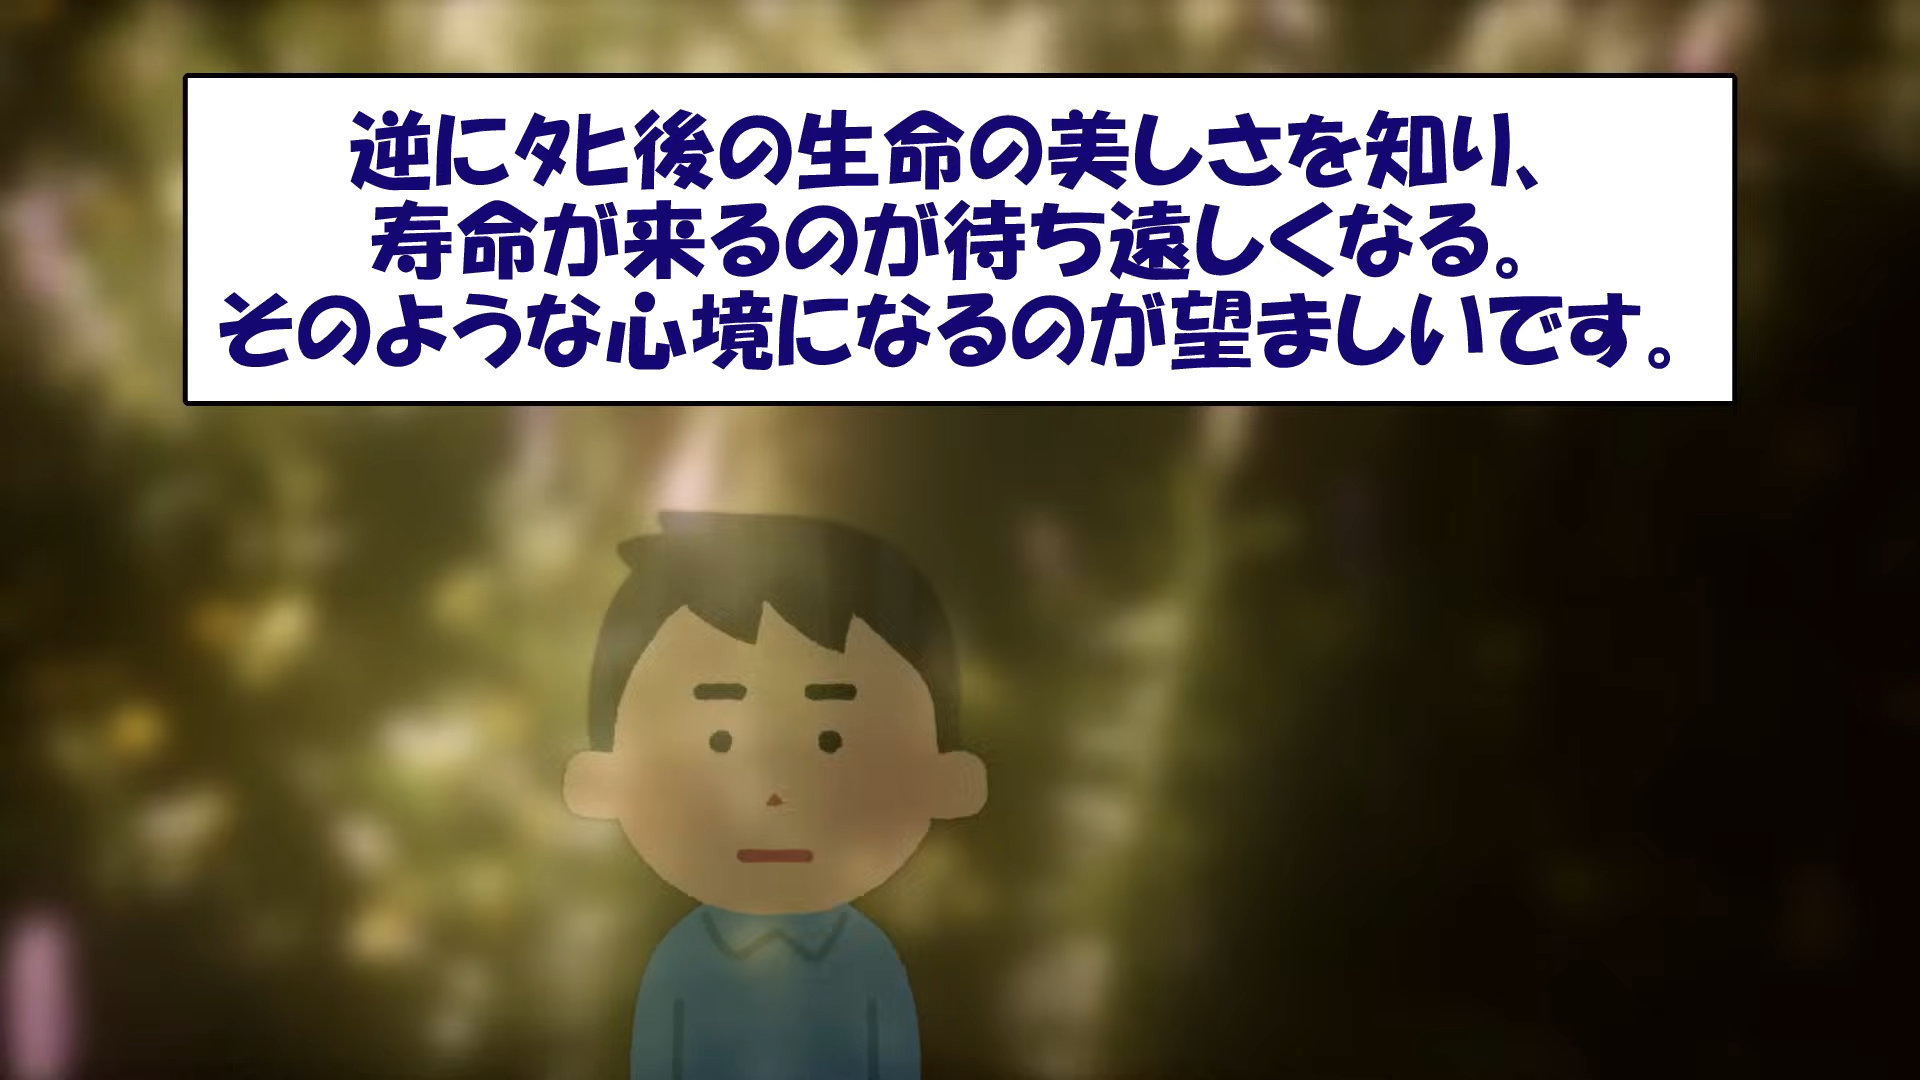 逆にﾀﾋ後の生命の美しさを知り、
寿命が来るのが待ち遠しくなる。
そのような心境になるのが望ましいです。